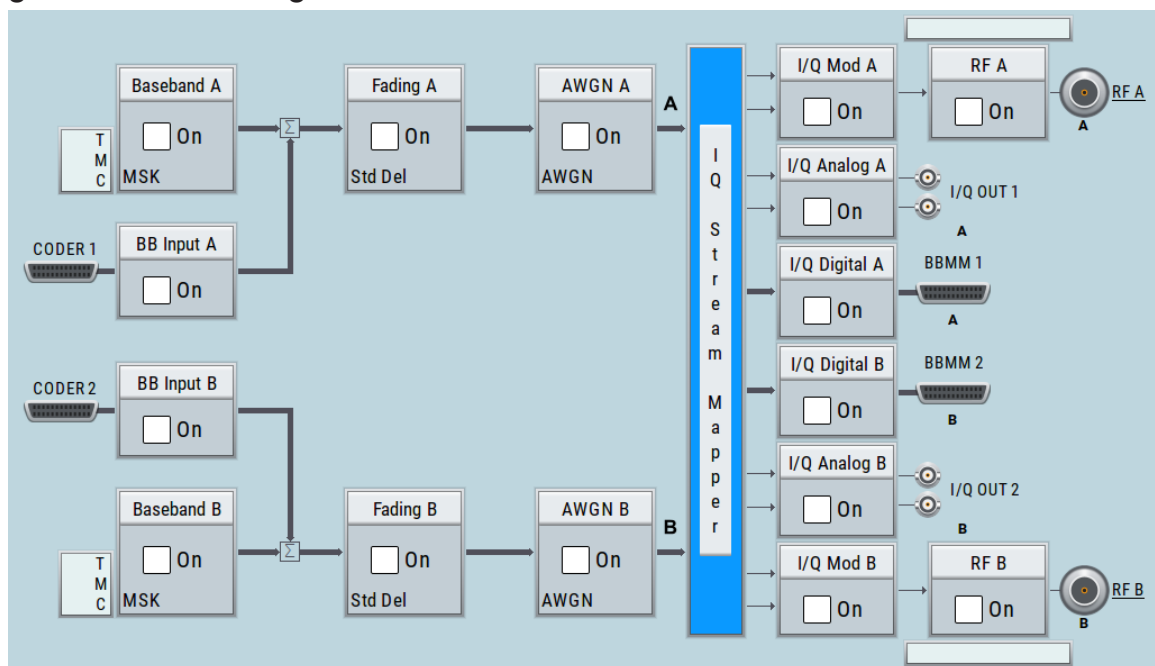 g
Baseband A
On
T
M
C
MSK
Fading A
On
Std Del
AWGN A
On
AWGN
A
CODER 1
BB Input A
On
CODER 2
BB Input B
On
Baseband B
On
T
M
C
MSK
Fading B
On
Std Del
AWGN B
On
AWGN
B
I
Q
S
t
r
e
a
m
M
a
p
p
e
r
I/Q Mod A
On
RF A
On
RF A
A
I/Q Analog A
On
I/Q OUT 1
A
I/Q Digital A
On
BBMM 1
A
I/Q Digital B
On
BBMM 2
B
I/Q Analog B
On
I/Q OUT 2
B
I/Q Mod B
On
RF B
On
RF B
B